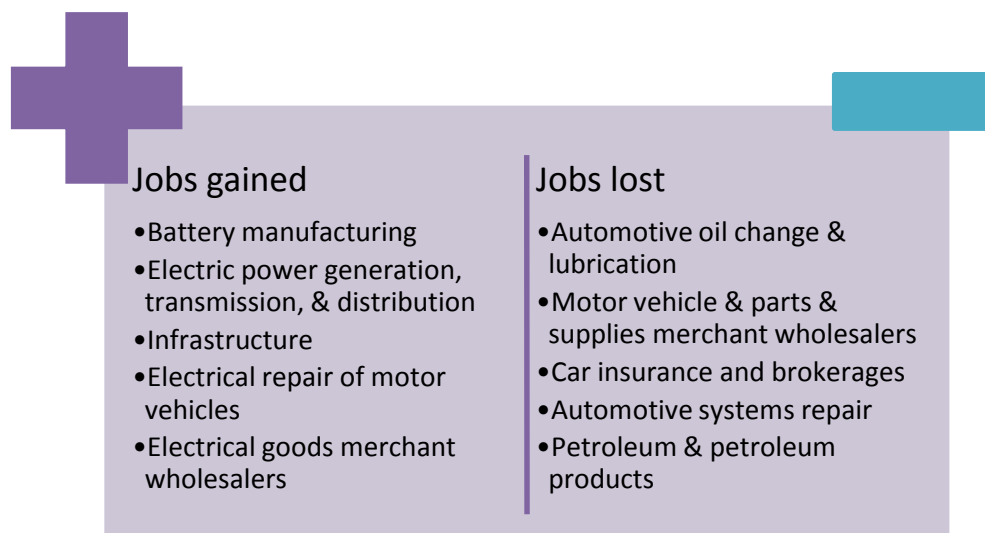 Jobs gained
•Battery manufacturing
•Electric power generation,
transmission, & distribution
•Infrastructure
•Electrical repair of motor
vehicles
•Electrical goods merchant
wholesalers
Jobs lost
•Automotive oil change &
lubrication
•Motor vehicle & parts &
supplies merchant wholesalers
•Car insurance and brokerages
•Automotive systems repair
•Petroleum & petroleum
products